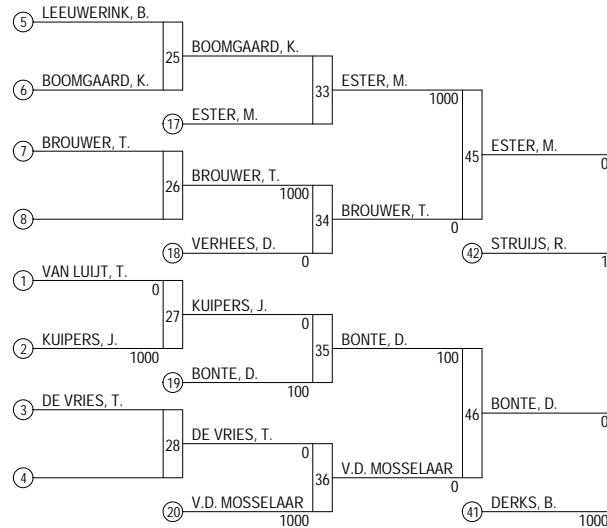 5 LEEUWERINK, B.
25 BOOMGAARD, K.
6 BOOMGAARD, K.
33 ESTER, M.
1000
17 ESTER, M.
7 BROUWER, T.
45 ESTER, M.
0
26 BROUWER, T.
1000
8
34 BROUWER, T.
0
18 VERHEES, D.
0
42 STRUIJS, R.
1
1 VAN LUIJT, T.
0
27 KUIPERS, J.
0
2 KUIPERS, J.
1000
35 BONTE, D.
100
19 BONTE, D.
100
3 DE VRIES, T.
46 BONTE, D.
0
28 DE VRIES, T.
0
4
36 V.D. MOSSELAAR
0
20 V.D. MOSSELAAR
1000
41 DERKS, B.
1000